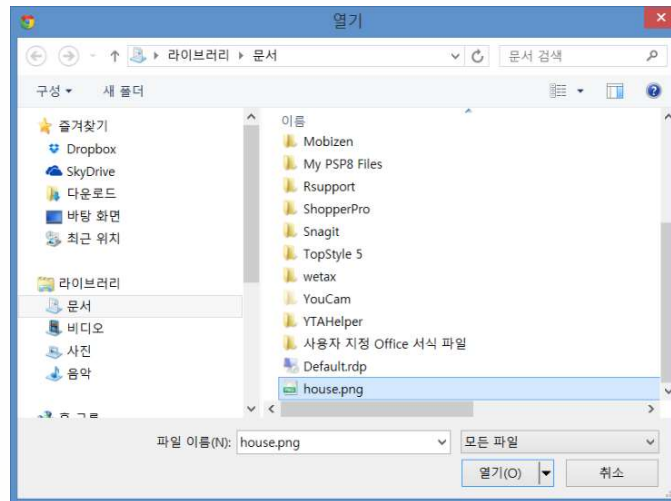 열기
라이브러리 ▸ 문서
문서 검색
구성
새 폴더
즐겨찾기
Dropbox
SkyDrive
다운로드
바탕 화면
최근 위치
라이브러리
문서
비디오
사진
음악
이름
Mobizen
My PSP8 Files
Rsupport
ShopperPro
Snagit
TopStyle 5
wetax
YouCam
YTAHelper
사용자 지정 Office 서식 파일
Default.rdp
house.png
파일 이름(N): house.png
모든 파일
열기(O)
취소